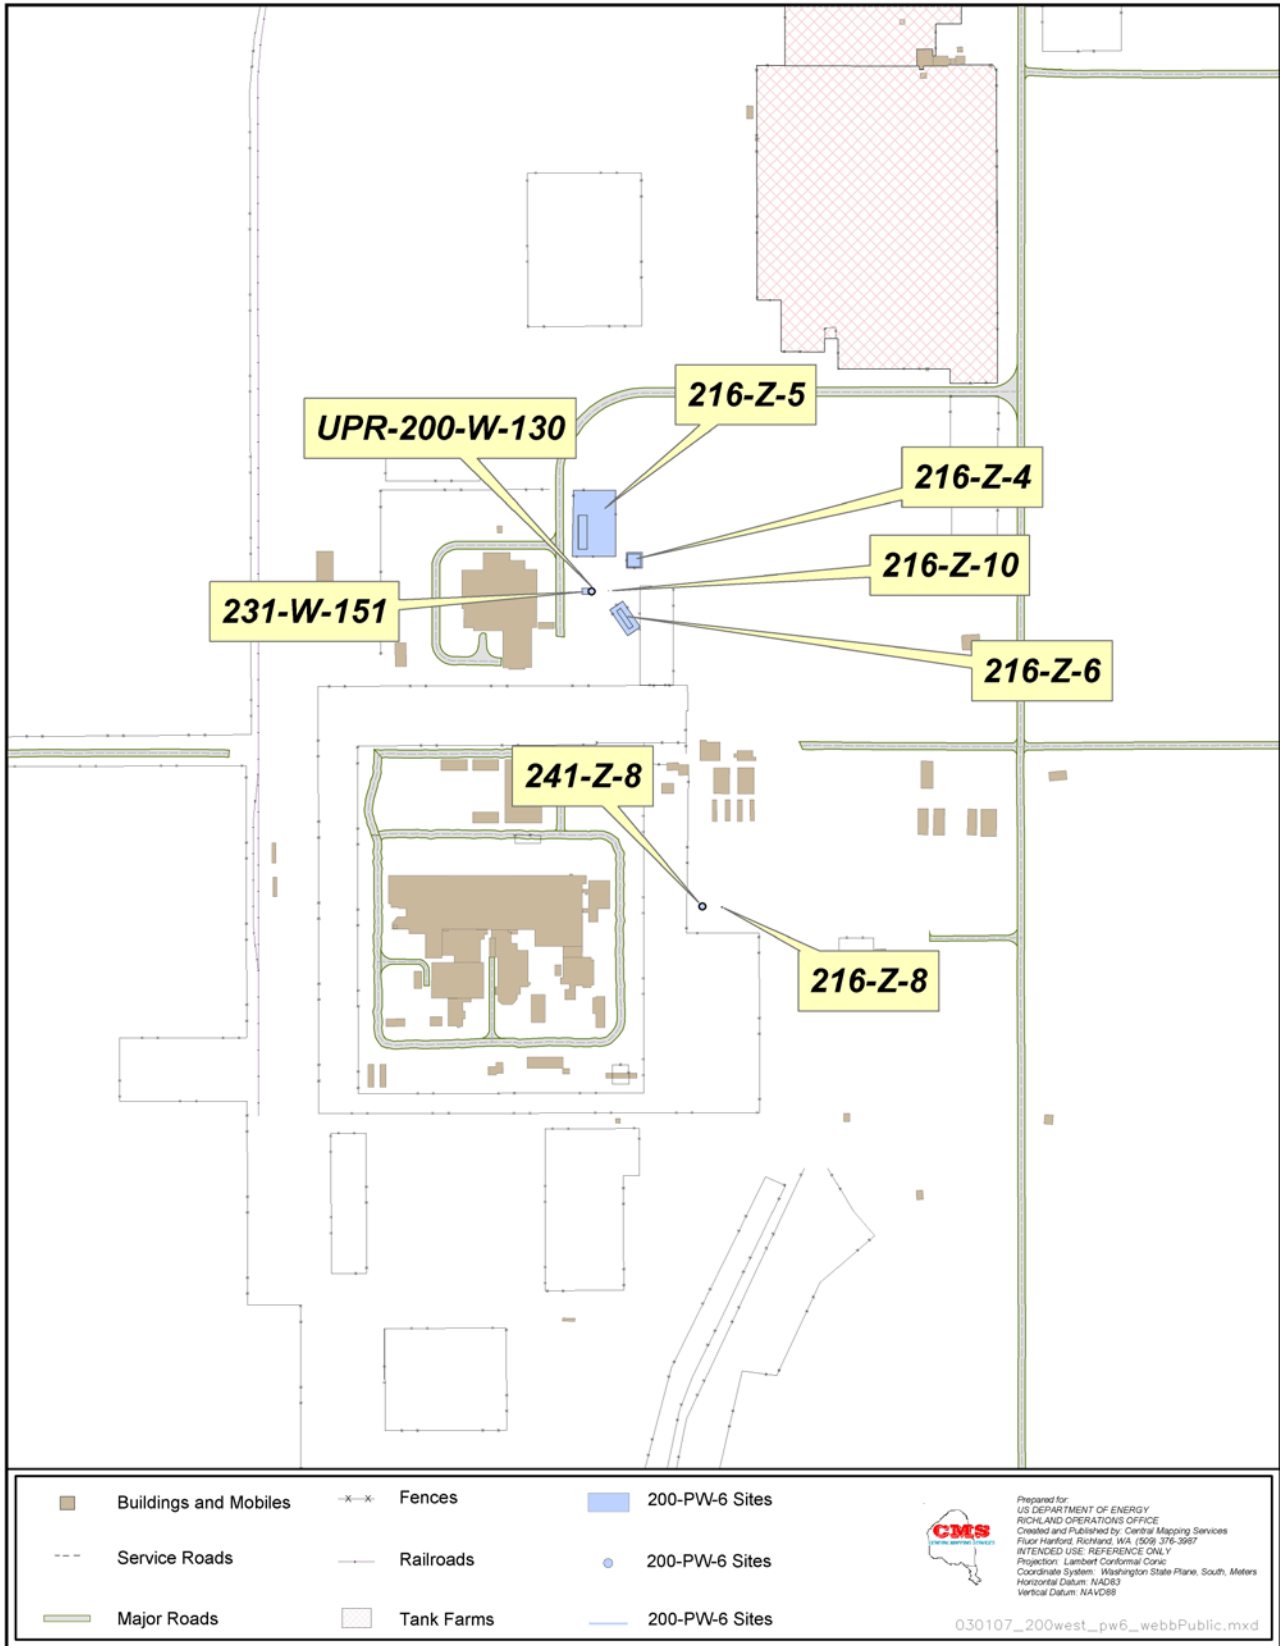 216-Z-5
UPR-200-W-130
216-Z-4
216-Z-10
231-W-151
216-Z-6
241-Z-8
216-Z-8
Buildings and Mobiles
Fences
200-PW-6 Sites
Service Roads
Railroads
200-PW-6 Sites
Major Roads
Tank Farms
200-PW-6 Sites
CMS
CENTRAL MAPPING SERVICES
Prepared for:
US DEPARTMENT OF ENERGY
RICHLAND OPERATIONS OFFICE
Created and Published by: Central Mapping Services
Fluor Hanford, Richland, WA (509) 376-3987
INTENDED USE: REFERENCE ONLY
Projection: Lambert Conformal Conic
Coordinate System: Washington State Plane, South, Meters
Horizontal Datum: NAD83
Vertical Datum: NAVD88
030107_200west_pw6_webbPublic.mxd